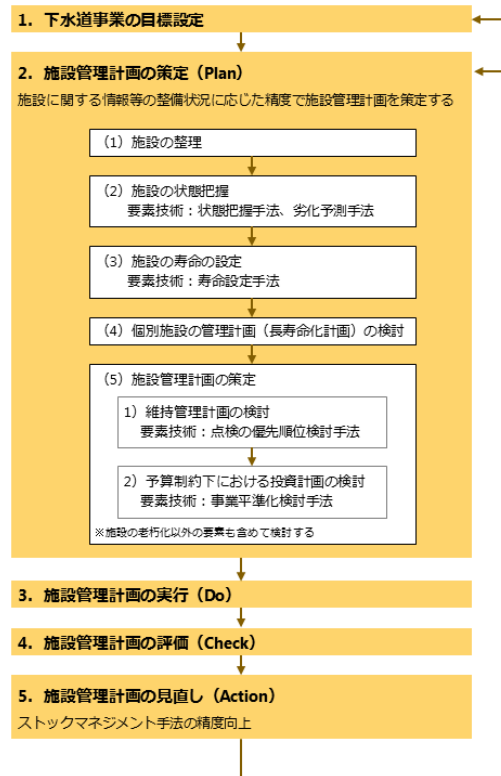 1. 下水道事業の目標設定
2. 施設管理計画の策定（Plan）
施設に関する情報等の整備状況に応じた精度で施設管理計画を策定する
（1）施設の整理
（2）施設の状態把握
要素技術：状態把握手法、劣化予測手法
（3）施設の寿命の設定
要素技術：寿命設定手法
（4）個別施設の管理計画（長寿命化計画）の検討
（5）施設管理計画の策定
1）維持管理計画の検討
要素技術：点検の優先順位検討手法
2）予算制約下における投資計画の検討
要素技術：事業平準化検討手法
※施設の老朽化以外の要素も含めて検討する
3. 施設管理計画の実行（Do）
4. 施設管理計画の評価（Check）
5. 施設管理計画の見直し（Action）
ストックマネジメント手法の精度向上